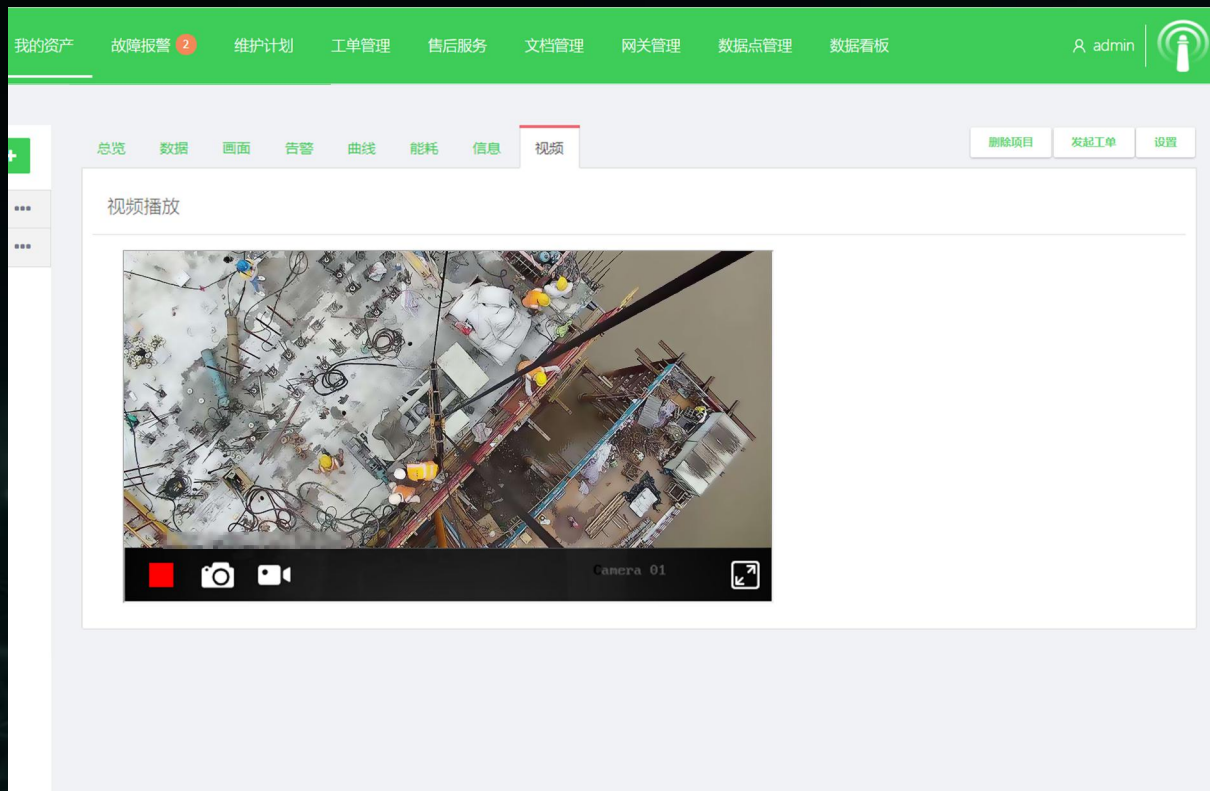 我的资产 故障报警 2 维护计划 工单管理 售后服务 文档管理 网关管理 数据点管理 数据看板 admin
总览 数据 画面 告警 曲线 能耗 信息 视频 删除项目 发起工单 设置
视频播放
Camera 01